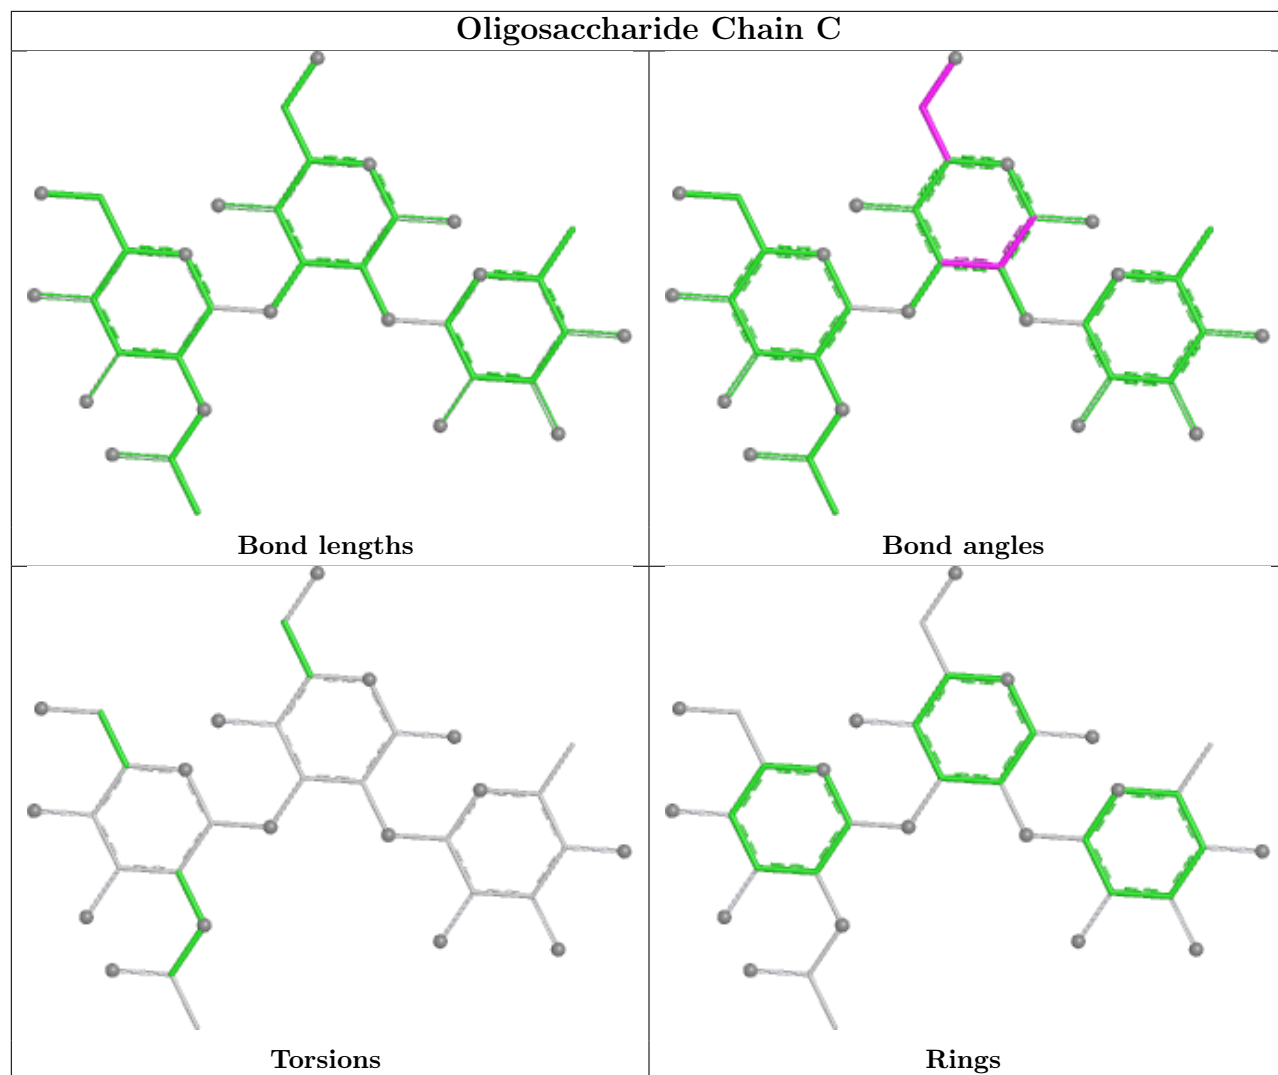 Oligosaccharide Chain C
Bond lengths
Bond angles
Torsions
Rings